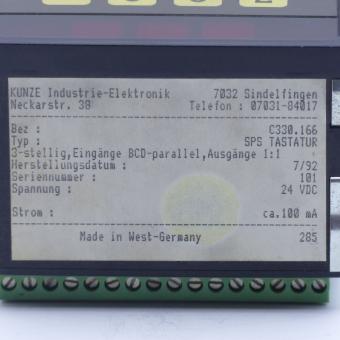 KUNZE Industrie-Elektronik 7032 Sindelfingen
Neckarstr. 38 Telefon : 07031-84017
Bez : C330.166
Typ : SPS TASTATUR
3-stellig,Eingänge BCD-parallel,Ausgänge 1:1
Herstellungsdatum : 7/92
Seriennummer : 101
Spannung : 24 VDC
Strom : ca.100 mA
Made in West-Germany 285